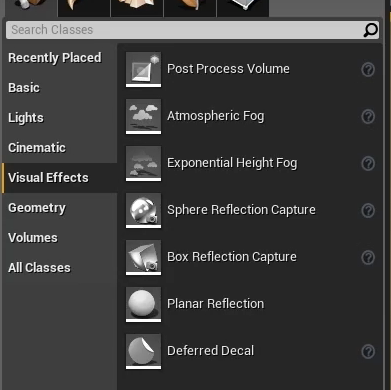 Search Classes
Recently Placed
Basic
Lights
Cinematic
Visual Effects
Geometry
Volumes
All Classes
Post Process Volume
Atmospheric Fog
Exponential Height Fog
Sphere Reflection Capture
Box Reflection Capture
Planar Reflection
Deferred Decal